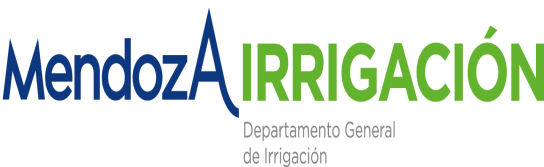 MendozA IRRIGACIÓN
Departamento General
de Irrigación